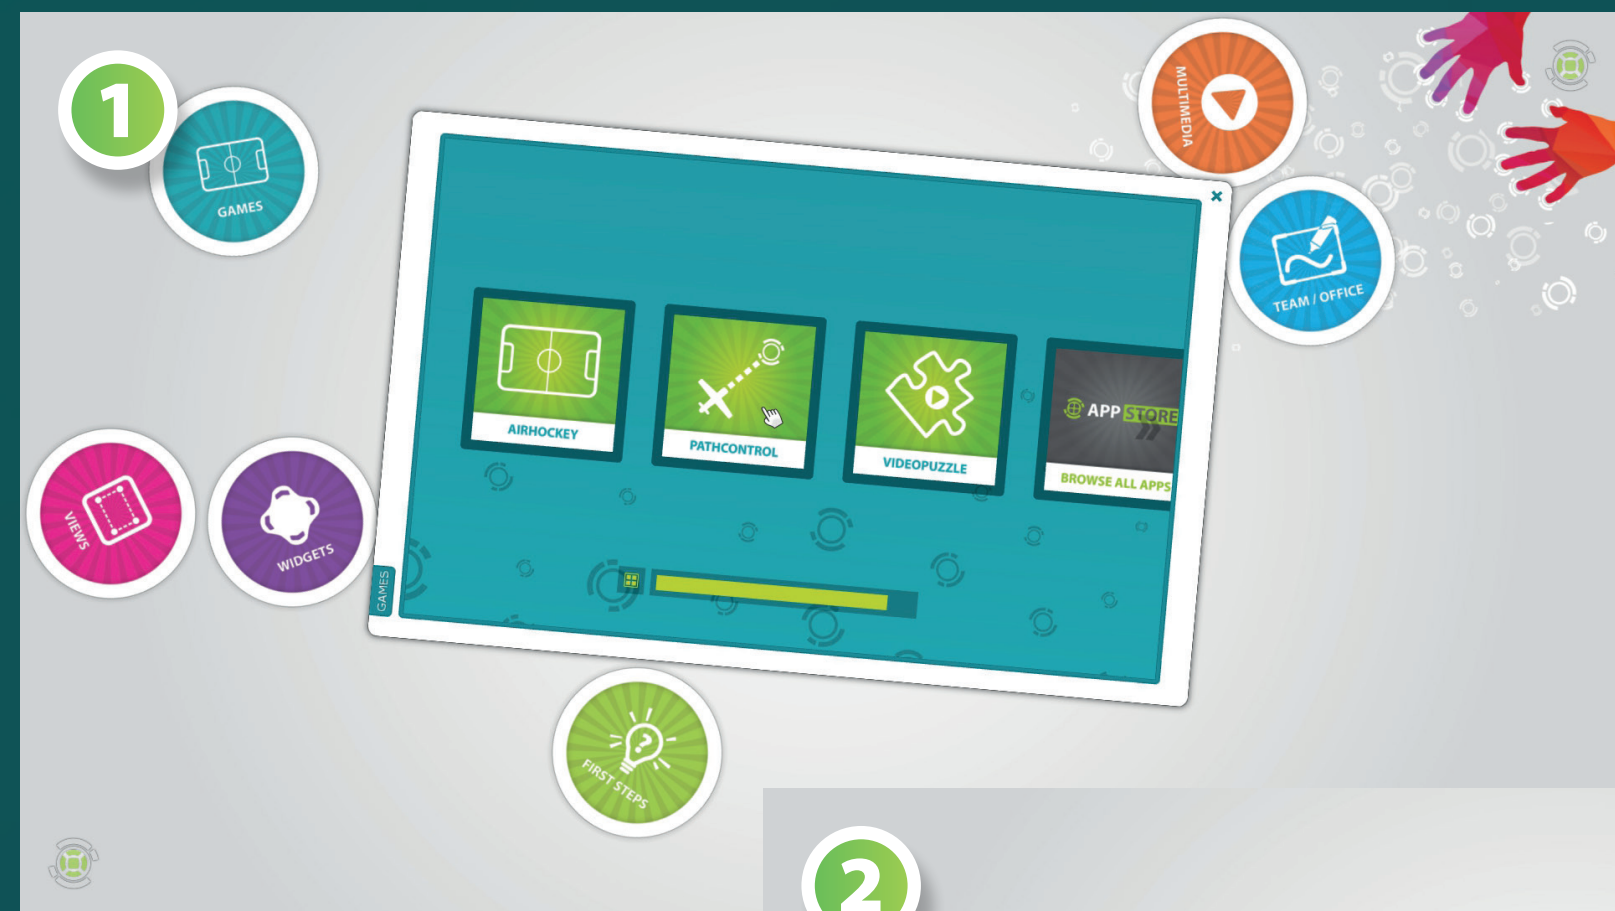 1
GAMES
MULTIMEDIA
TEAM / OFFICE
AIRHOCKEY
PATHCONTROL
VIDEOPUZZLE
APP STORE
BROWSE ALL APPS
VIEWS
WIDGETS
GAMES
FIRST STEPS
2